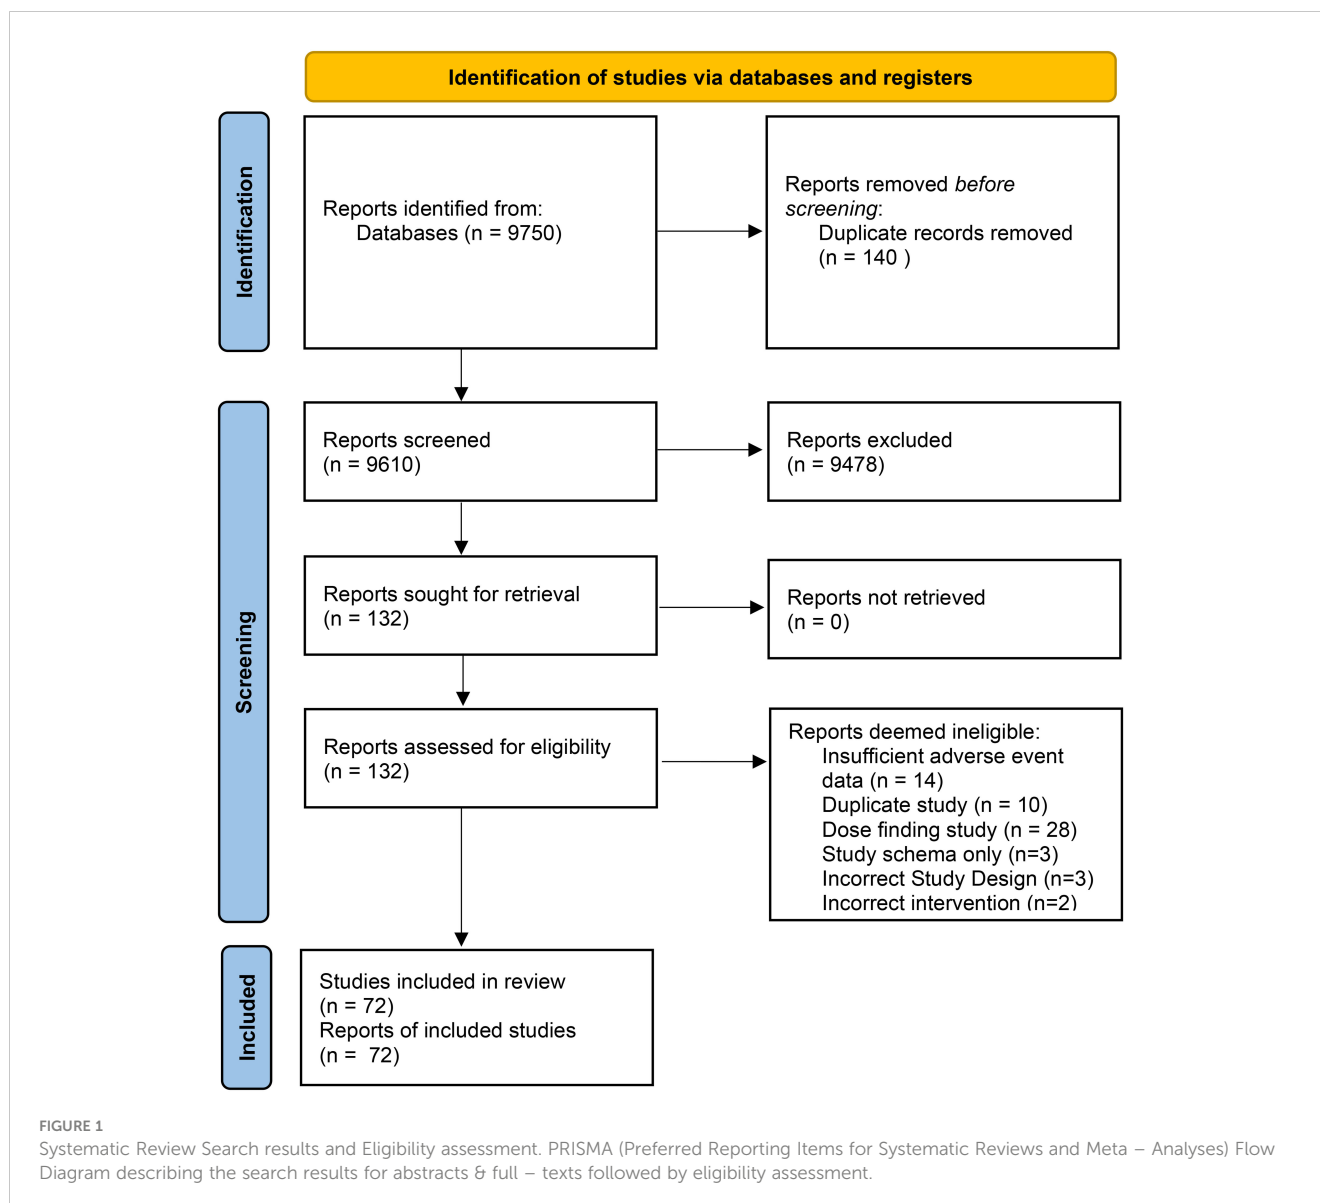 Identification of studies via databases and registers
Identification
Reports identified from:
Databases (n = 9750)
Reports removed before
screening:
Duplicate records removed
(n = 140 )
Screening
Reports screened
(n = 9610)
Reports excluded
(n = 9478)
Reports sought for retrieval
(n = 132)
Reports not retrieved
(n = 0)
Reports assessed for eligibility
(n = 132)
Reports deemed ineligible:
Insufficient adverse event
data (n = 14)
Duplicate study (n = 10)
Dose finding study (n = 28)
Study schema only (n=3)
Incorrect Study Design (n=3)
Incorrect intervention (n=2)
Included
Studies included in review
(n = 72)
Reports of included studies
(n =  72)
FIGURE 1
Systematic Review Search results and Eligibility assessment. PRISMA (Preferred Reporting Items for Systematic Reviews and Meta – Analyses) Flow
Diagram describing the search results for abstracts & full – texts followed by eligibility assessment.